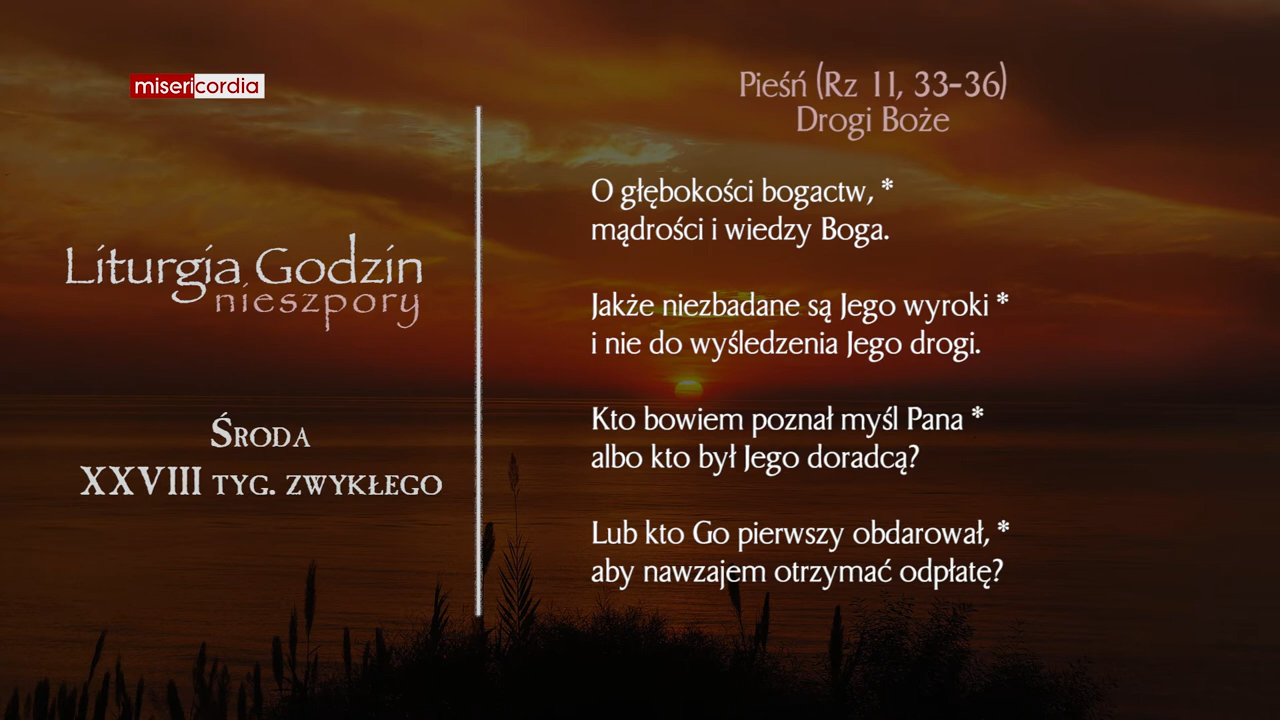 misericordia
Liturgia Godzin
nieszpory
Środa
XXVIII tyg. zwykłego
Pieśń (Rz 11, 33-36)
Drogi Boże
O głębokości bogactw, *
mądrości i wiedzy Boga.
Jakże niezbadane są Jego wyroki *
i nie do wyśledzenia Jego drogi.
Kto bowiem poznał myśl Pana *
albo kto był Jego doradcą?
Lub kto Go pierwszy obdarował, *
aby nawzajem otrzymać odpłatę?